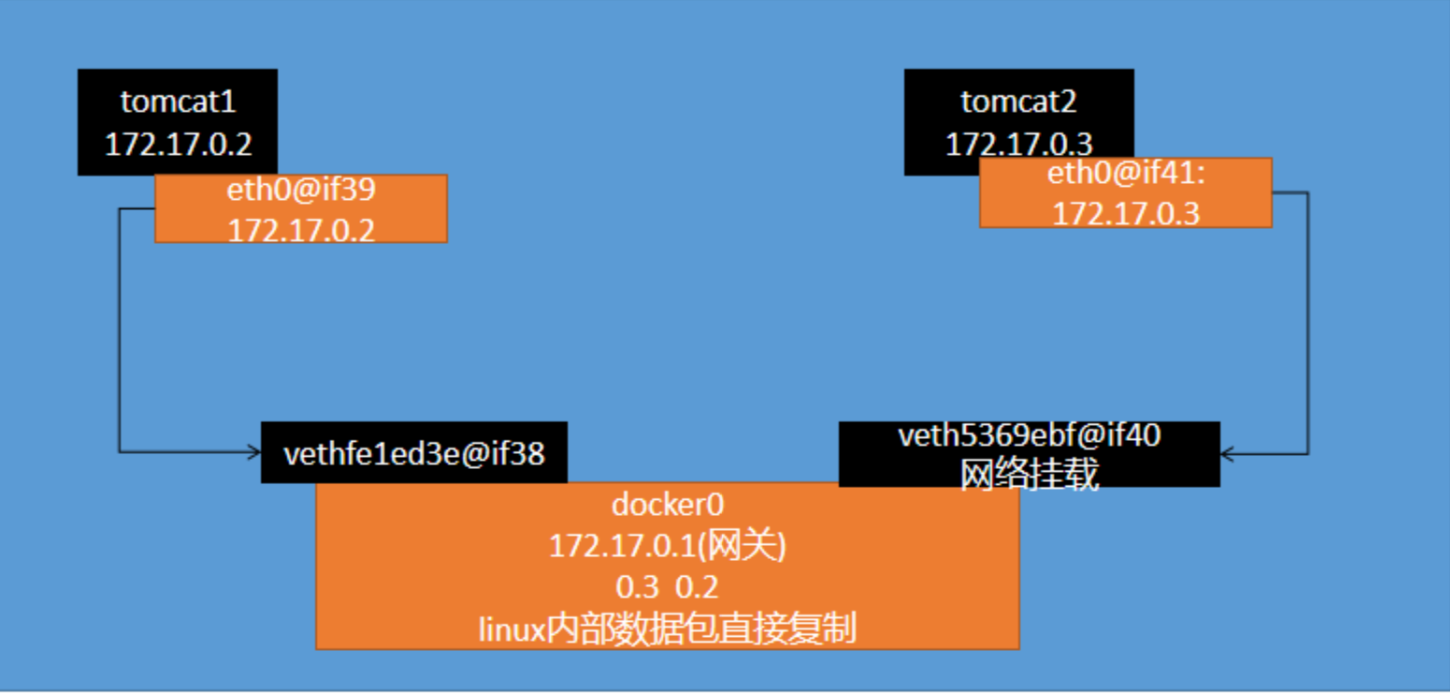 tomcat1
172.17.0.2
eth0@if39
172.17.0.2
tomcat2
172.17.0.3
eth0@if41:
172.17.0.3
vethfe1ed3e@if38
veth5369ebf@if40
网络挂载
docker0
172.17.0.1(网关)
0.3 0.2
linux内部数据包直接复制